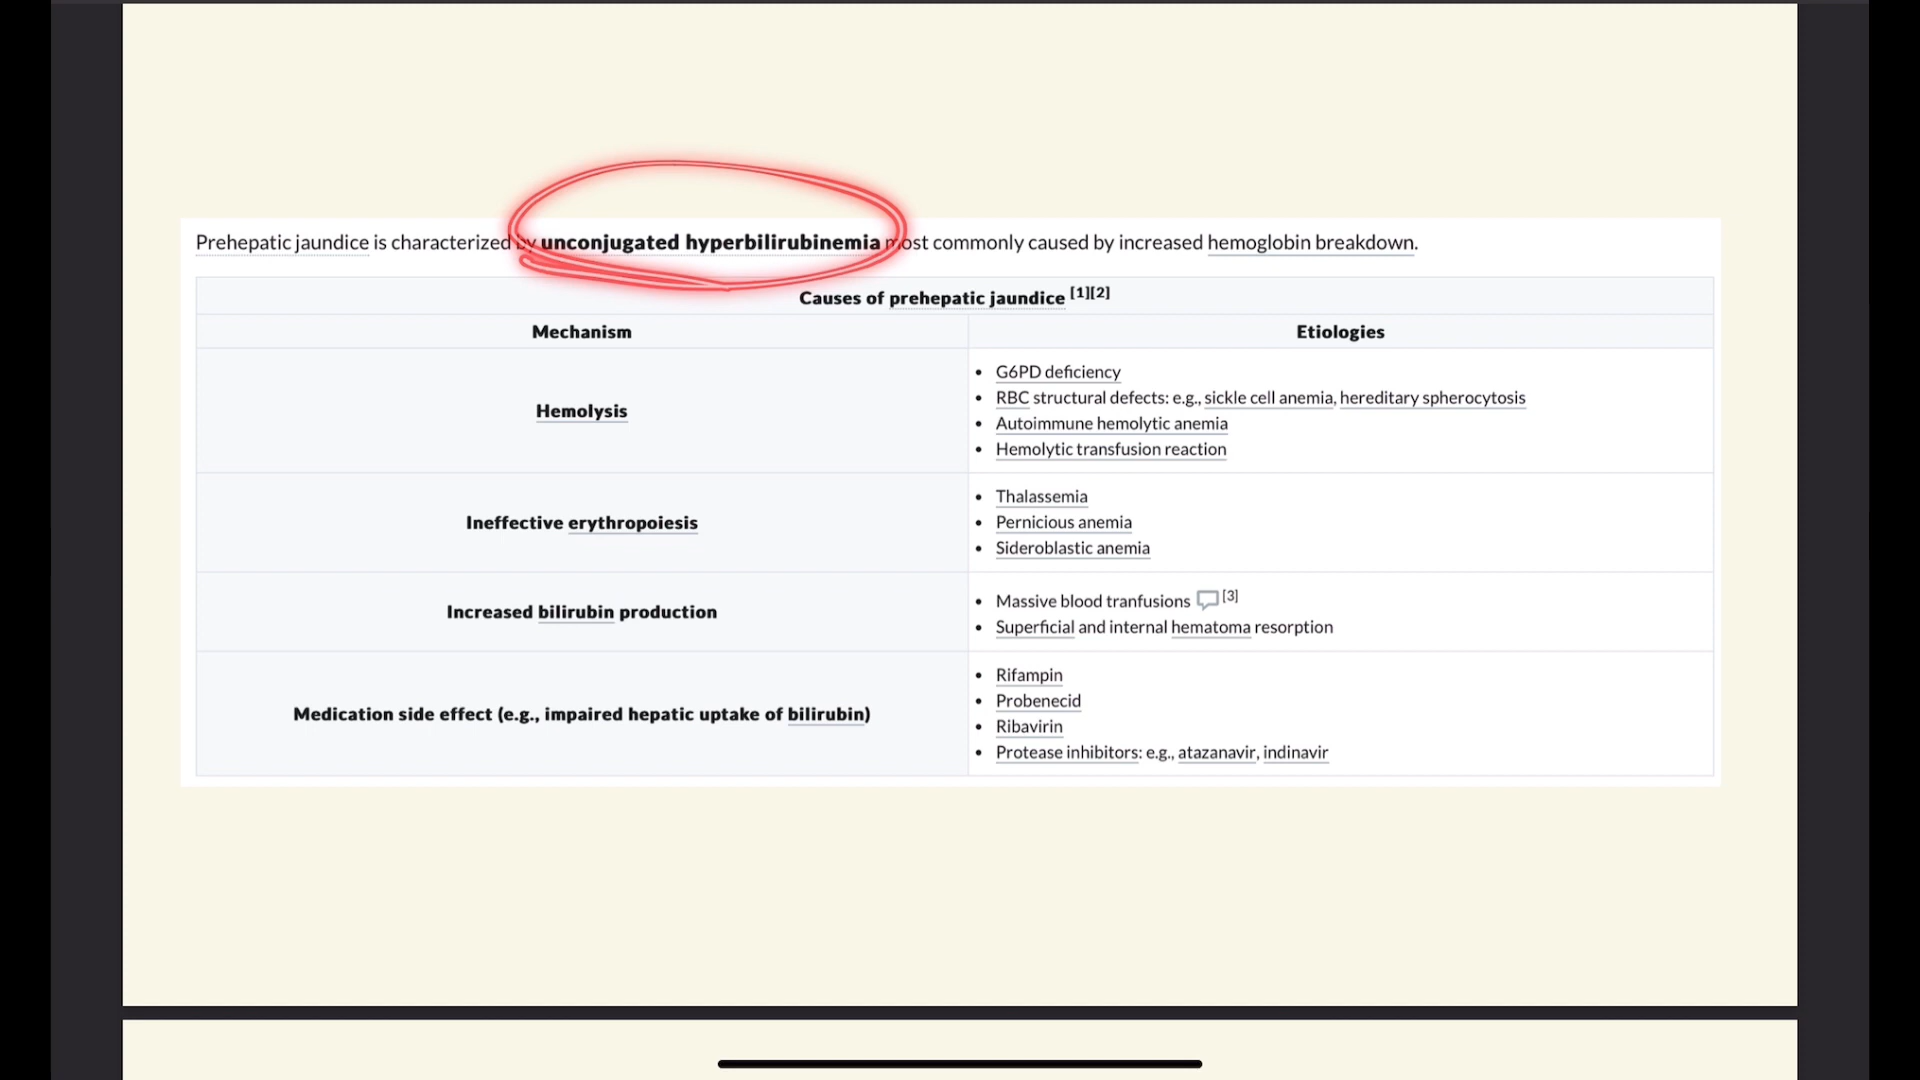 Prehepatic jaundice is characterized by unconjugated hyperbilirubinemia most commonly caused by increased hemoglobin breakdown.
Causes of prehepatic jaundice [1][2]
Mechanism
Etiologies
Hemolysis
• G6PD deficiency
• RBC structural defects: e.g., sickle cell anemia, hereditary spherocytosis
• Autoimmune hemolytic anemia
• Hemolytic transfusion reaction
Ineffective erythropoiesis
• Thalassemia
• Pernicious anemia
• Sideroblastic anemia
Increased bilirubin production
• Massive blood tranfusions [3]
• Superficial and internal hematoma resorption
Medication side effect (e.g., impaired hepatic uptake of bilirubin)
• Rifampin
• Probenecid
• Ribavirin
• Protease inhibitors: e.g., atazanavir, indinavir